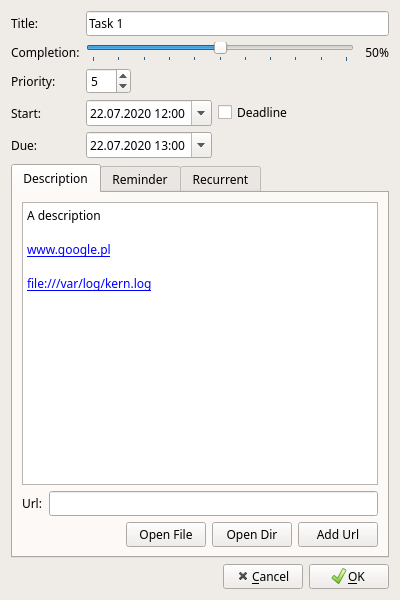 Title: Task 1
Completion: 50%
Priority: 5
Start: 22.07.2020 12:00 Deadline
Due: 22.07.2020 13:00
Description Reminder Recurrent
A description
www.google.pl
file:///var/log/kern.log
Url:
Open File Open Dir Add Url
Cancel OK